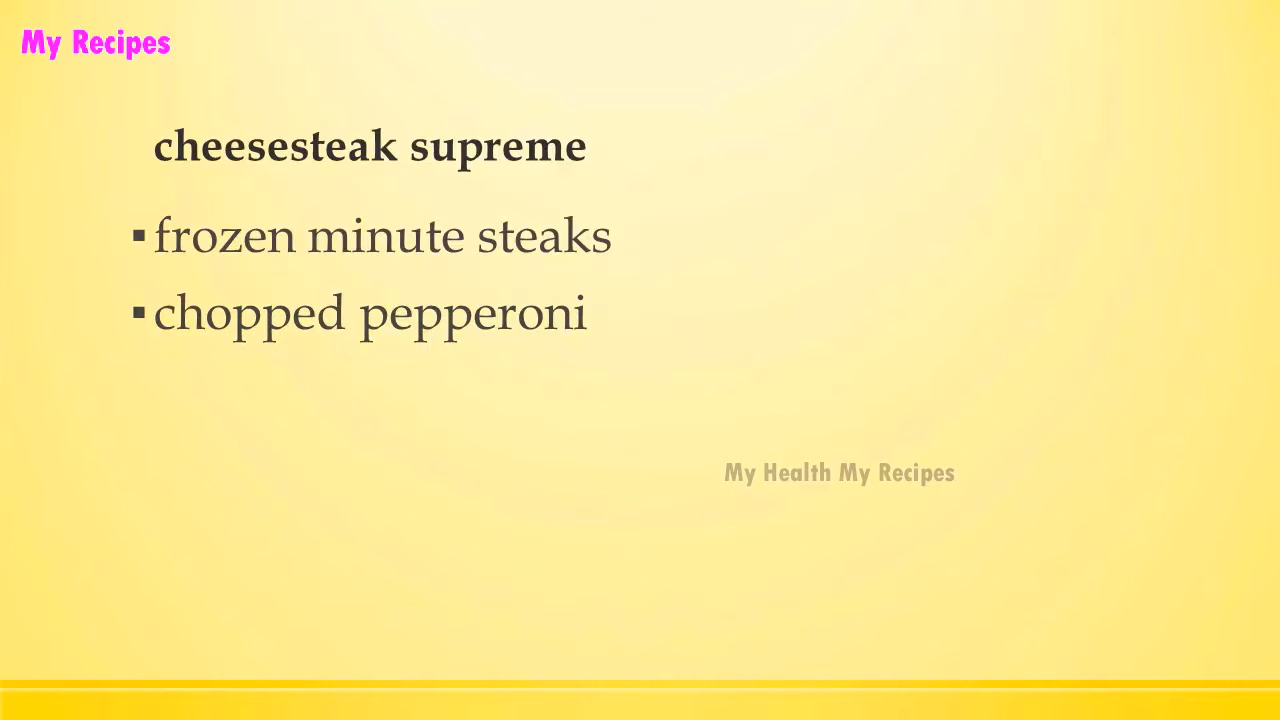 My Recipes
cheesesteak supreme
▪frozen minute steaks
▪chopped pepperoni
My Health My Recipes